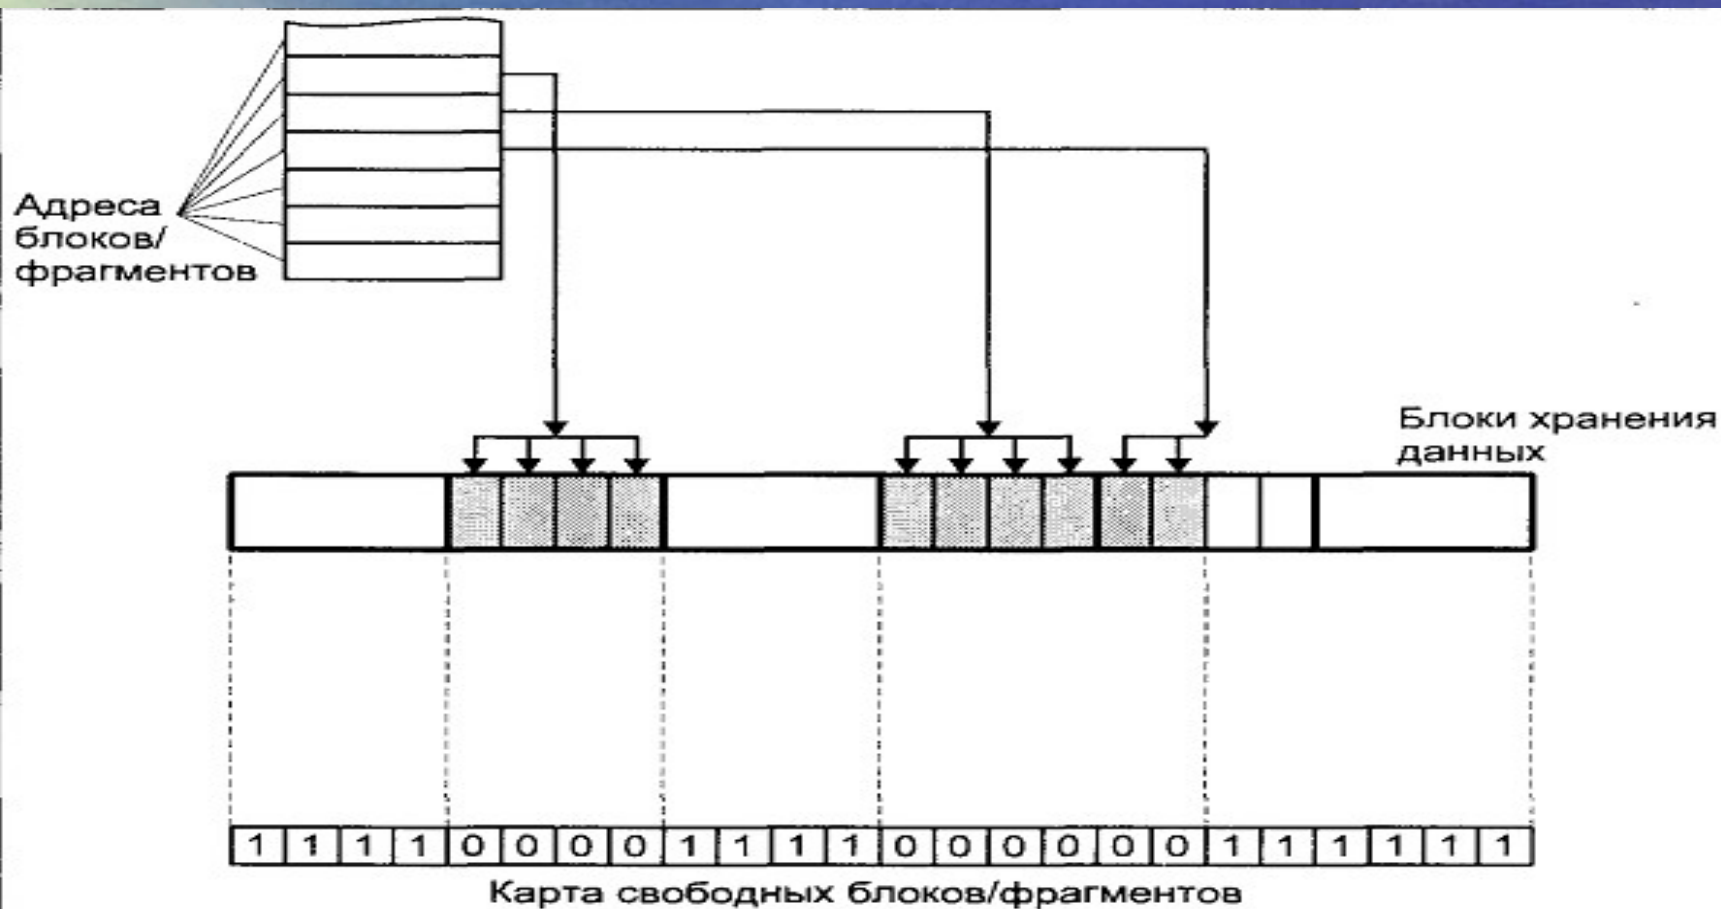 Адреса
блоков/
фрагментов
Блоки хранения
данных
1 1 1 1 0 0 0 0 1 1 1 1 0 0 0 0 0 0 1 1 1 1 1 1
Карта свободных блоков/фрагментов